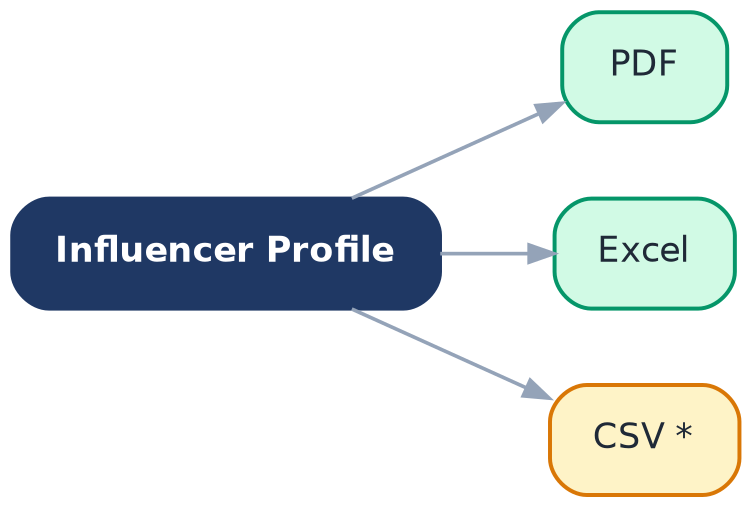 PDF
Influencer Profile
Excel
CSV *